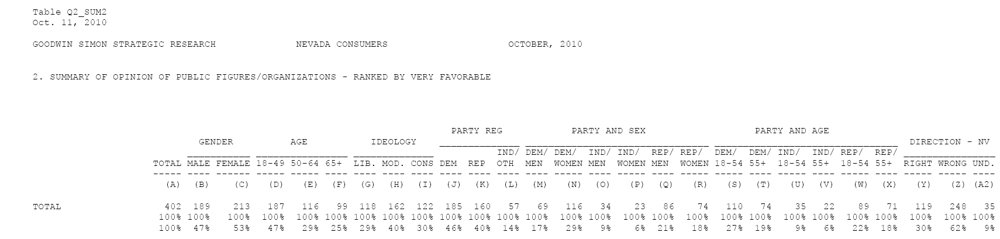 Table Q2_SUM2
Oct. 11, 2010
GOODWIN SIMON STRATEGIC RESEARCH NEVADA CONSUMERS OCTOBER, 2010
2. SUMMARY OF OPINION OF PUBLIC FIGURES/ORGANIZATIONS - RANKED BY VERY FAVORABLE
PARTY REG PARTY AND SEX PARTY AND AGE
GENDER AGE IDEOLOGY DIRECTION - NV
IND/ DEM/ DEM/ IND/ IND/ REP/ REP/ DEM/ DEM/ IND/ IND/ REP/ REP/
TOTAL MALE FEMALE 18-49 50-64 65+ LIB. MOD. CONS DEM REP OTH MEN WOMEN MEN WOMEN MEN WOMEN 18-54 55+ 18-54 55+ 18-54 55+ RIGHT WRONG UND.
(A) (B) (C) (D) (E) (F) (G) (H) (I) (J) (K) (L) (M) (N) (O) (P) (Q) (R) (S) (T) (U) (V) (W) (X) (Y) (Z) (A2)
TOTAL 402 189 213 187 116 99 118 162 122 185 160 57 69 116 34 23 86 74 110 74 35 22 89 71 119 248 35
100% 100% 100% 100% 100% 100% 100% 100% 100% 100% 100% 100% 100% 100% 100% 100% 100% 100% 100% 100% 100% 100% 100% 100% 100% 100% 100%
100% 47% 53% 47% 29% 25% 29% 40% 30% 46% 40% 14% 17% 29% 9% 6% 21% 18% 27% 19% 9% 6% 22% 18% 30% 62% 9%